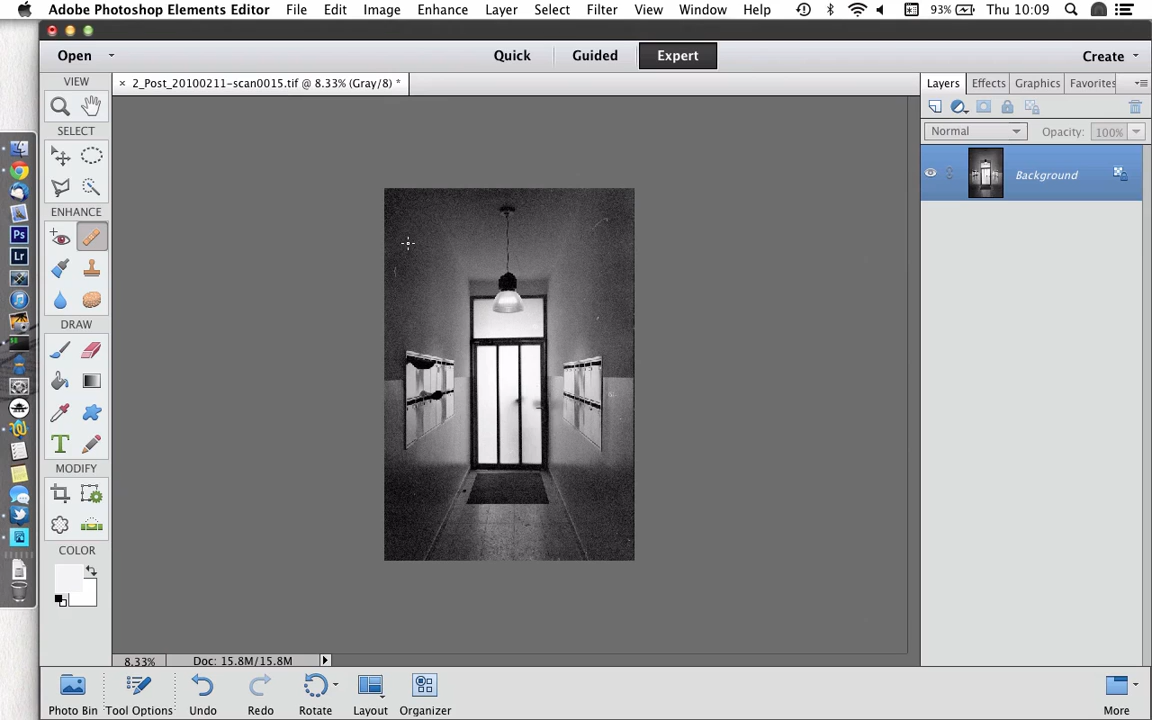 Adobe Photoshop Elements Editor File Edit Image Enhance Layer Select Filter View Window Help 93% Thu 10:09
Open Quick Guided Expert Create
VIEW × 2_Post_20100211-scan0015.tif @ 8.33% (Gray/8) * Layers Effects Graphics Favorites
SELECT Normal Opacity: 100%
Background
ENHANCE
Ps
Lr
DRAW
T
MODIFY
COLOR
8.33% Doc: 15.8M/15.8M
Photo Bin Tool Options Undo Redo Rotate Layout Organizer More